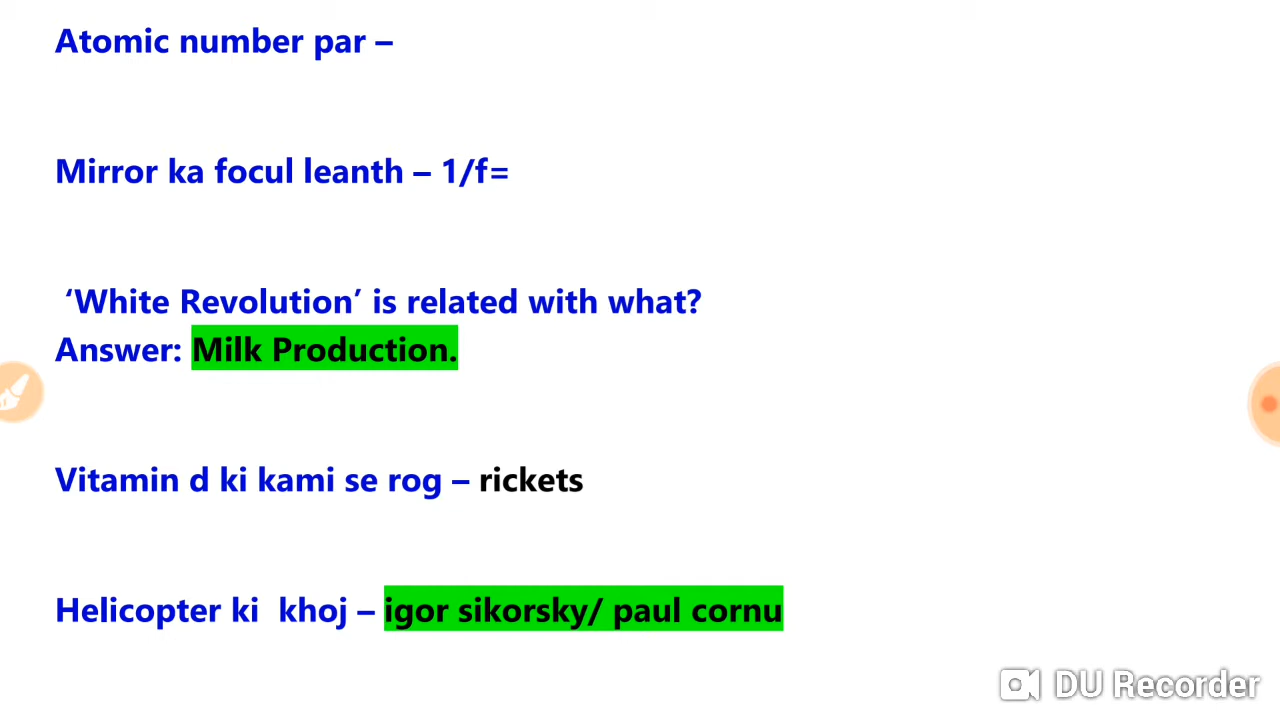 Atomic number par –
Mirror ka focul leanth – 1/f=
‘White Revolution’ is related with what?
Answer: Milk Production.
Vitamin d ki kami se rog – rickets
Helicopter ki khoj – igor sikorsky/ paul cornu
DU Recorder